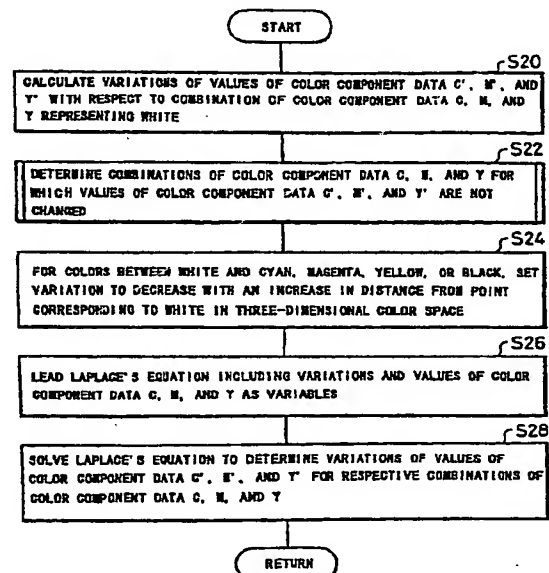 START
S20
CALCULATE VARIATIONS OF VALUES OF COLOR COMPONENT DATA C', M', AND
Y' WITH RESPECT TO COMBINATION OF COLOR COMPONENT DATA C, M, AND
Y REPRESENTING WHITE
S22
DETERMINE COMBINATIONS OF COLOR COMPONENT DATA C, M, AND Y FOR
WHICH VALUES OF COLOR COMPONENT DATA C', M', AND Y' ARE NOT
CHANGED
S24
FOR COLORS BETWEEN WHITE AND CYAN, MAGENTA, YELLOW, OR BLACK, SET
VARIATION TO DECREASE WITH AN INCREASE IN DISTANCE FROM POINT
CORRESPONDING TO WHITE IN THREE-DIMENSIONAL COLOR SPACE
S26
LEAD LAPLACE'S EQUATION INCLUDING VARIATIONS AND VALUES OF COLOR
COMPONENT DATA C, M, AND Y AS VARIABLES
S28
SOLVE LAPLACE'S EQUATION TO DETERMINE VARIATIONS OF VALUES OF
COLOR COMPONENT DATA C', M', AND Y' FOR RESPECTIVE COMBINATIONS OF
COLOR COMPONENT DATA C, M, AND Y
RETURN